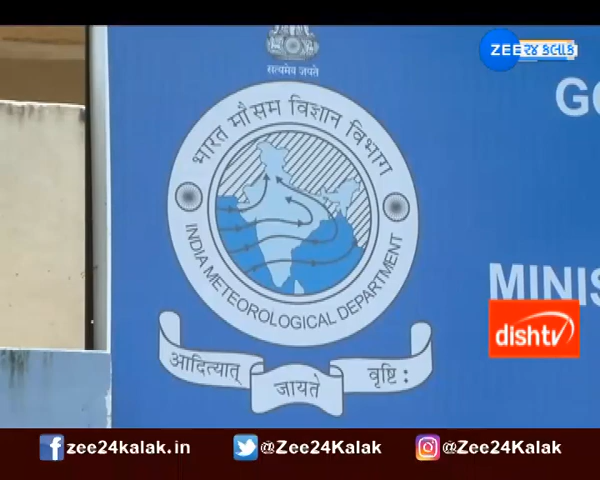 ZEE ૨૪ કલાક
सत्यमेव जयते
GO
भारत मौसम विज्ञान विभाग
INDIA METEOROLOGICAL DEPARTMENT
MINIS
dishtv
आदित्यात्
जायते
वृष्टि :
zee24kalak.in
@Zee24Kalak
@Zee24Kalak